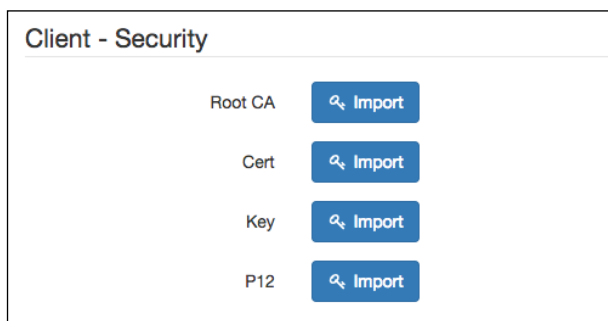 Client - Security
Root CA Import
Cert Import
Key Import
P12 Import